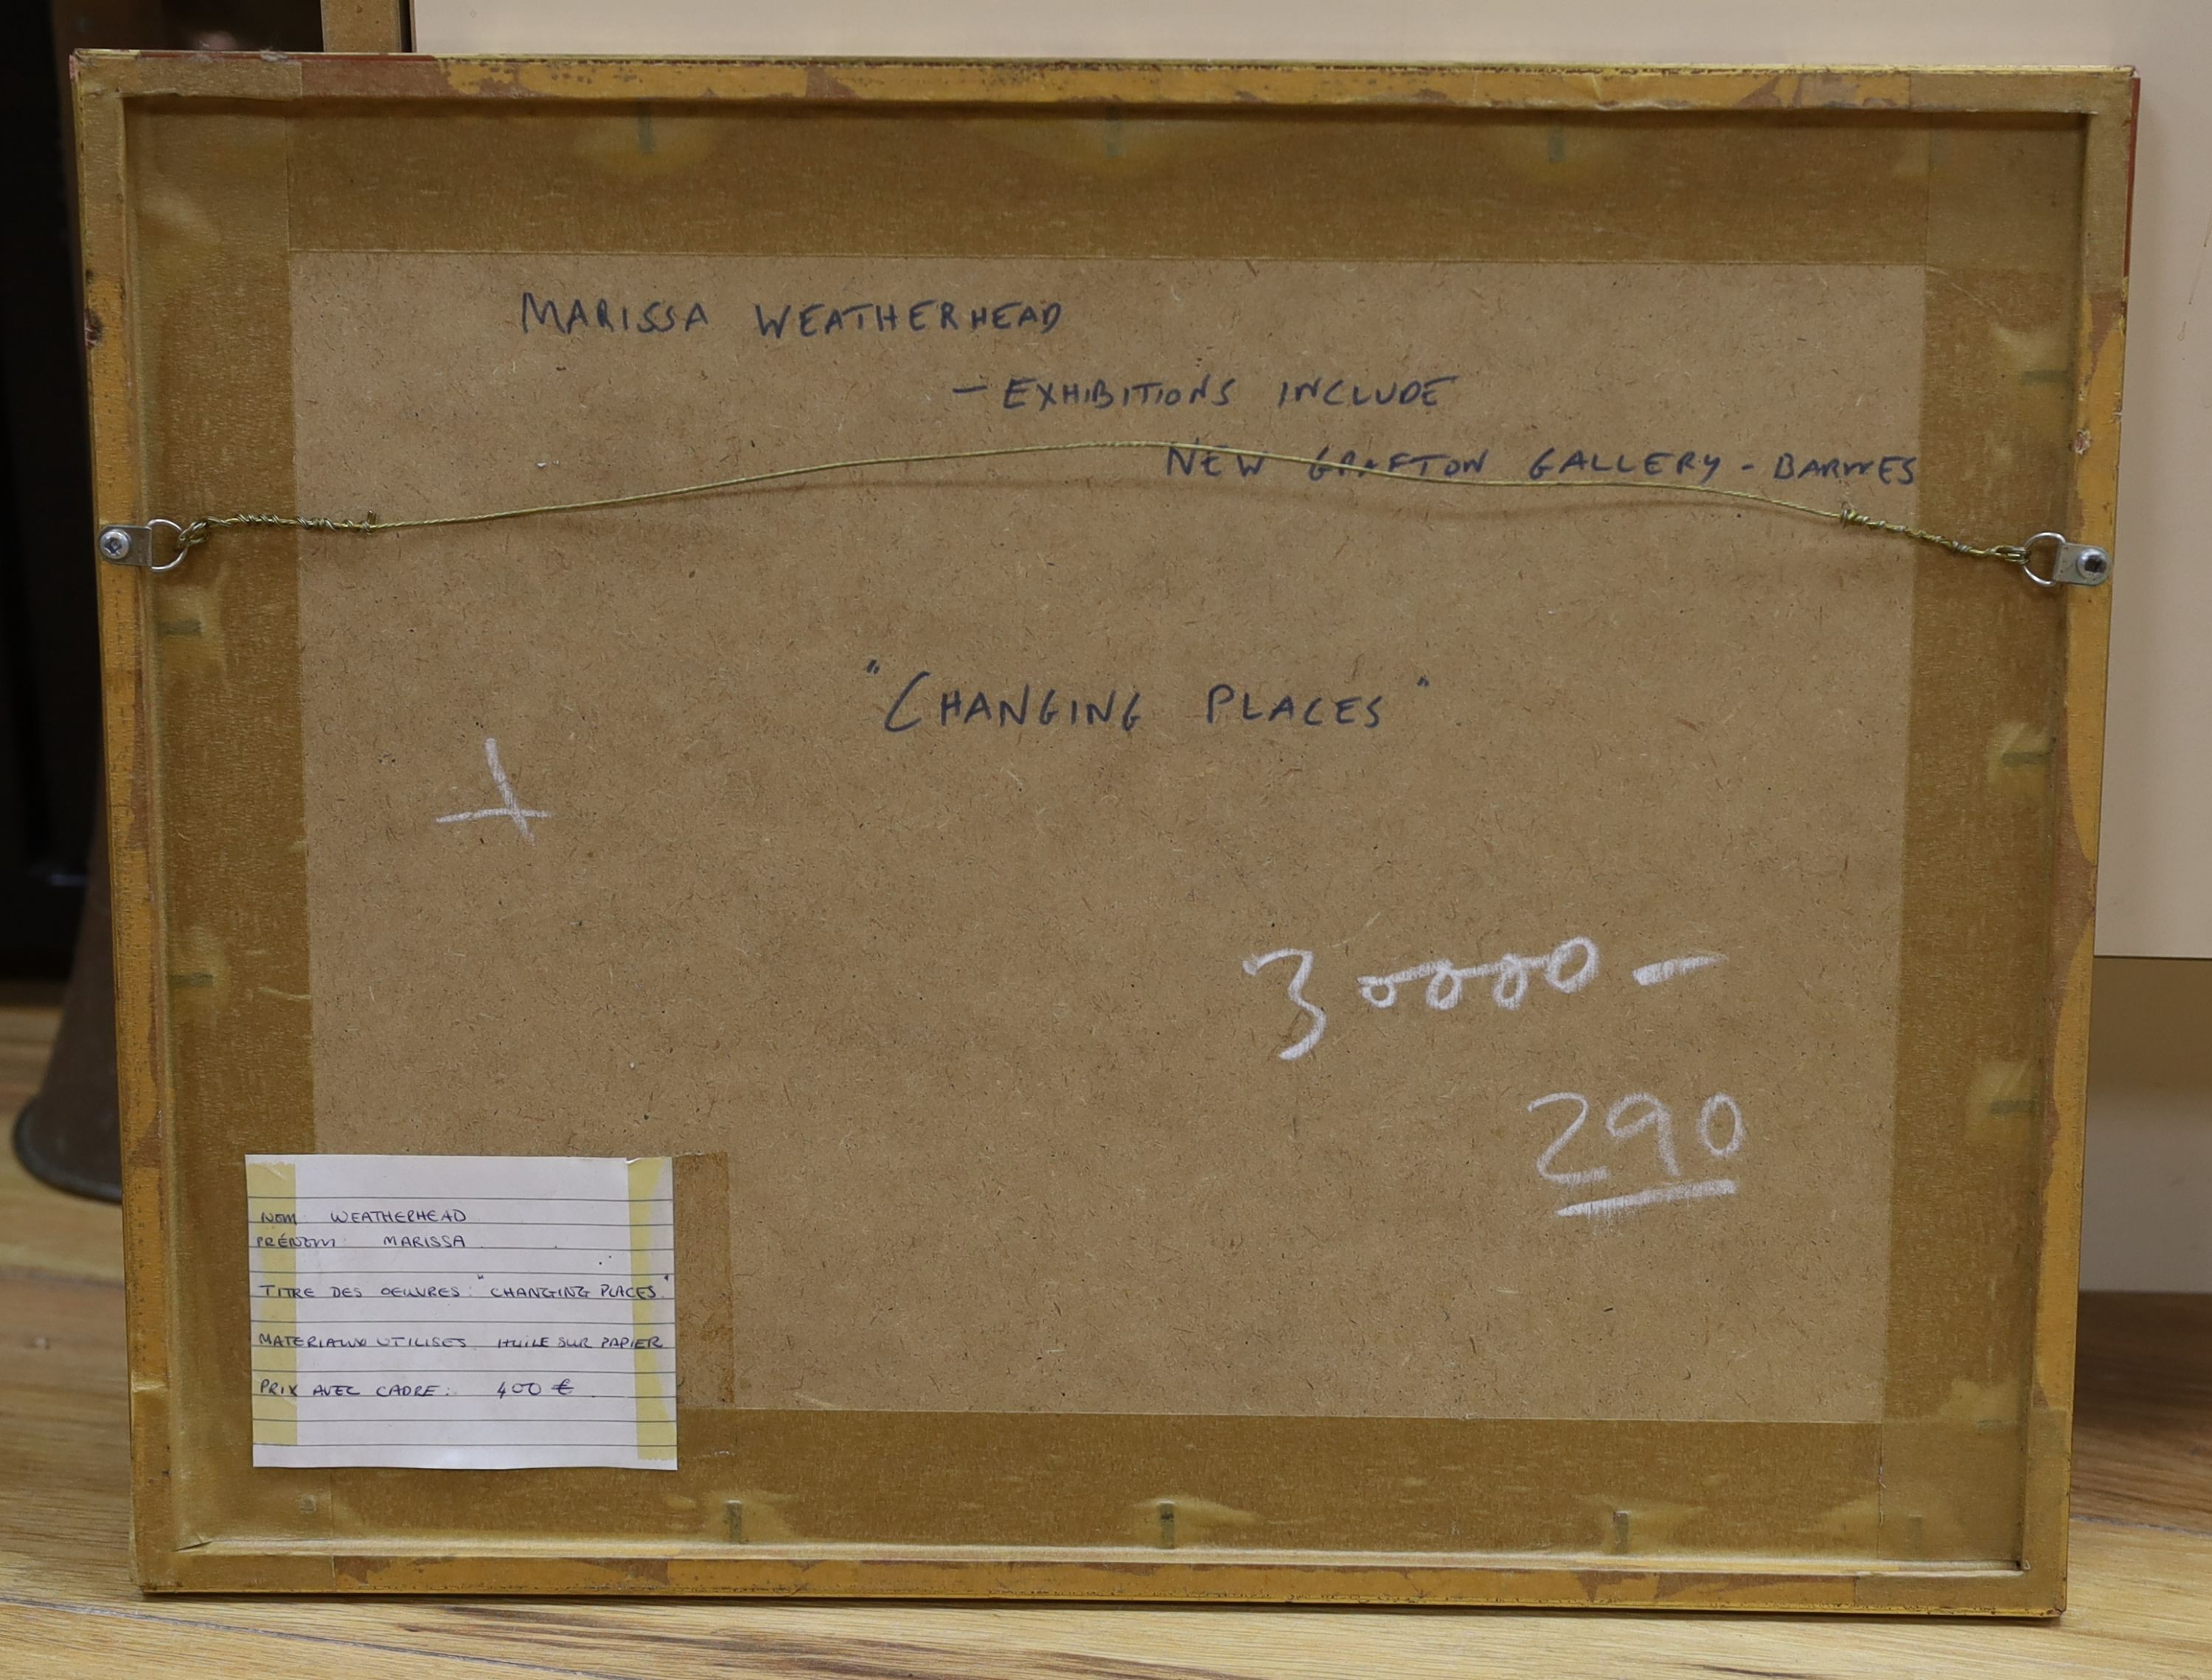 MARISSA WEATHERHEAD
- EXHIBITIONS INCLUDE
NEW GRAFTON GALLERY - BARNES
"CHANGING PLACES"
30000-
290
NOM: WEATHERHEAD
PRÉNOM: MARISSA
TITRE DES OEUVRES: "CHANGING PLACES"
MATERIAUX UTILISES HUILE SUR PAPIER
PRIX AVEC CADRE: 400 €